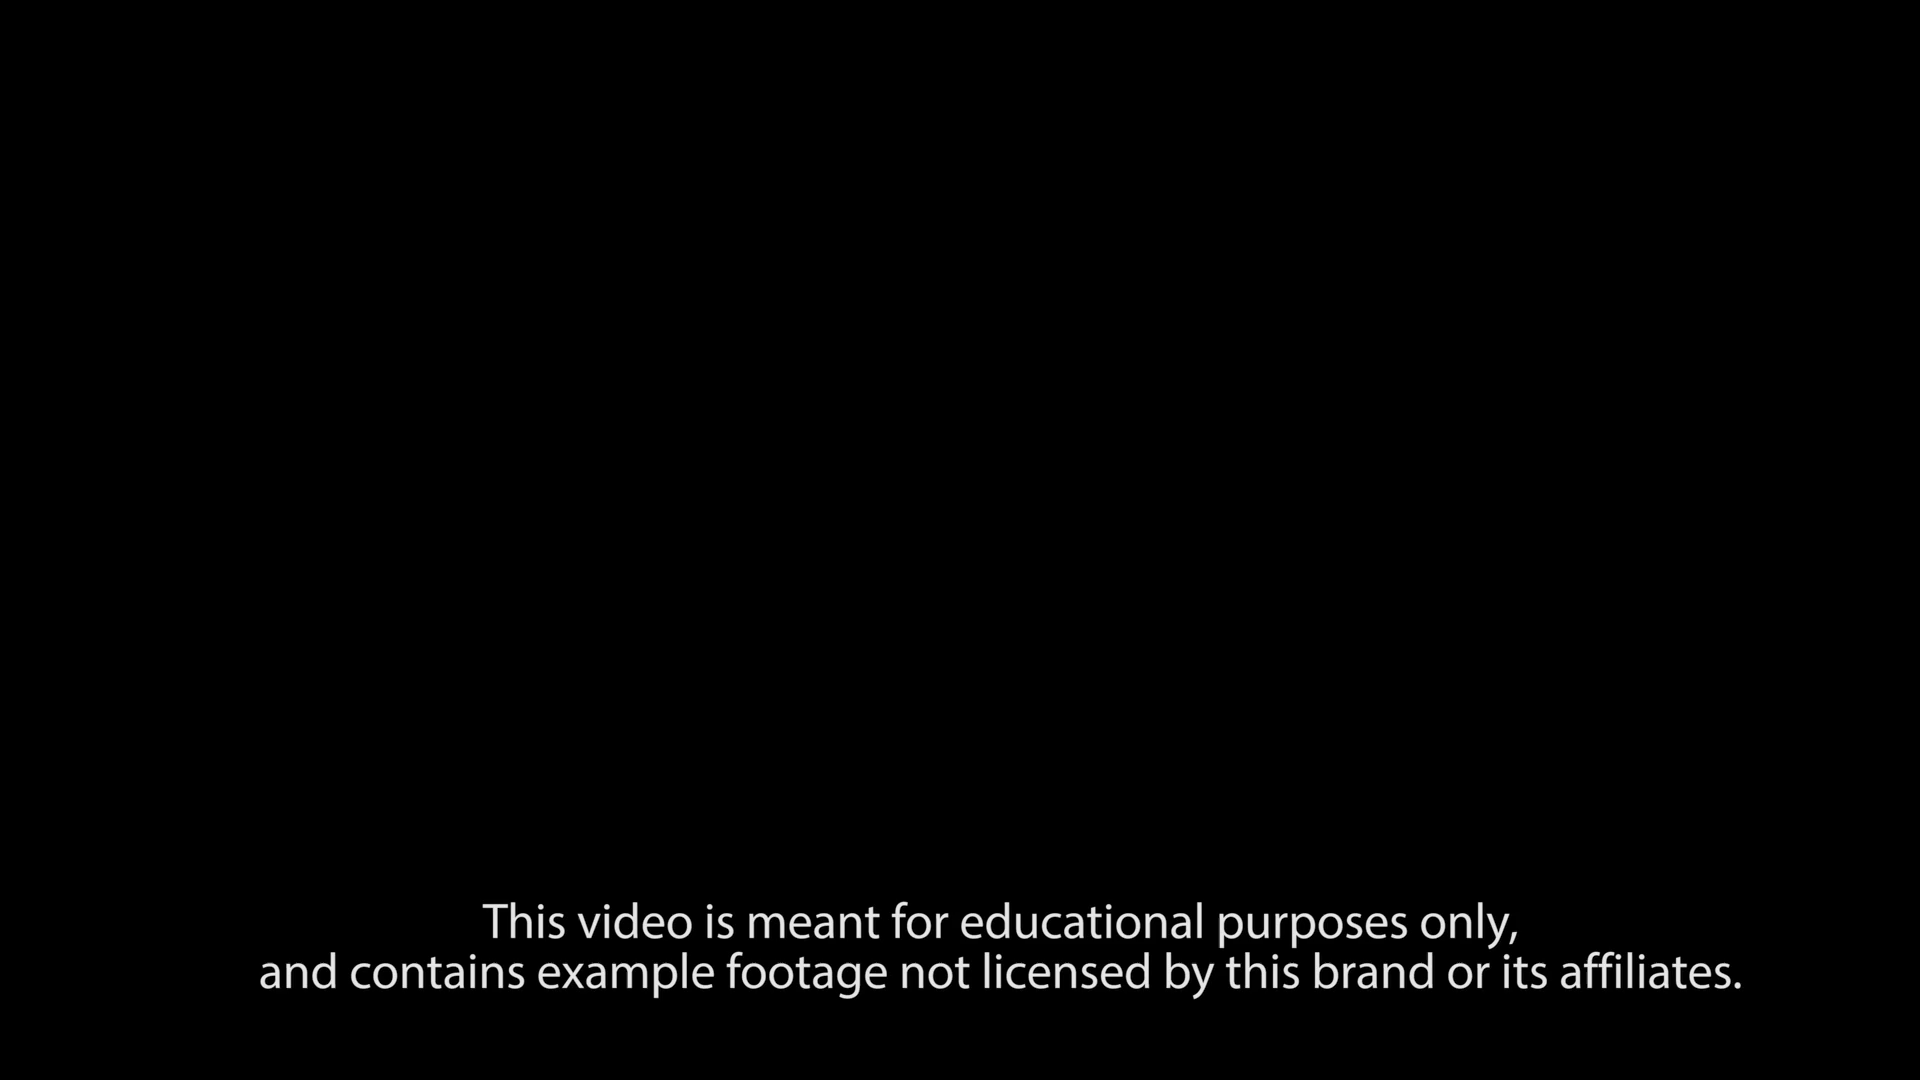 This video is meant for educational purposes only,
and contains example footage not licensed by this brand or its affiliates.